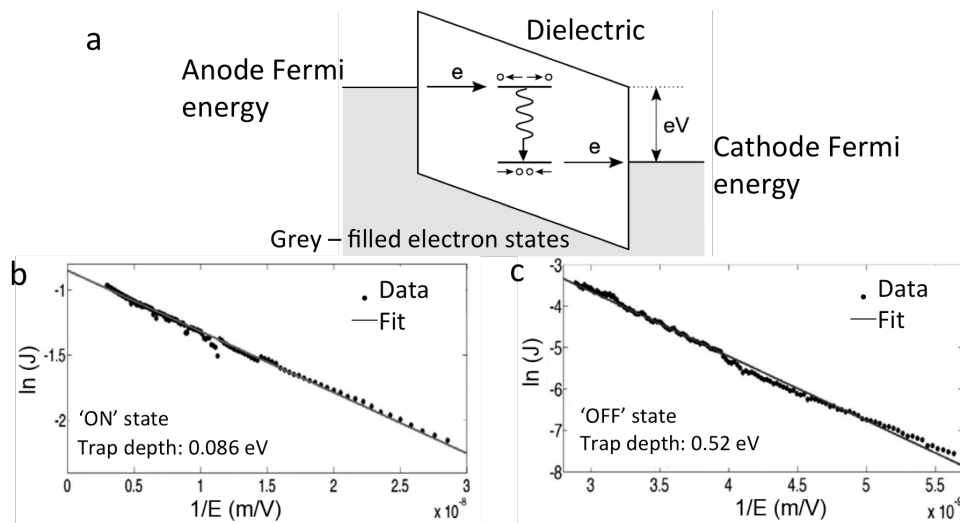 a
Dielectric
Anode Fermi
energy
e
eV
e
Cathode Fermi
energy
Grey – filled electron states
b
Data
Fit
ln (J)
-1
-1.5
-2
'ON' state
Trap depth: 0.086 eV
0 0.5 1 1.5 2 2.5 3
1/E (m/V)
x 10⁻⁸
c
Data
Fit
ln (J)
-3
-4
-5
-6
-7
-8
'OFF' state
Trap depth: 0.52 eV
3 3.5 4 4.5 5 5.5
1/E (m/V)
x 10⁻⁹